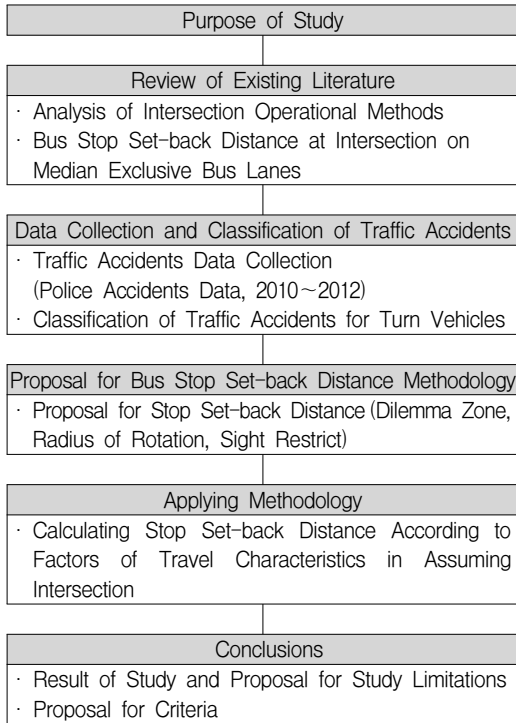 Purpose of Study
Review of Existing Literature
· Analysis of Intersection Operational Methods
· Bus Stop Set-back Distance at Intersection on
Median Exclusive Bus Lanes
Data Collection and Classification of Traffic Accidents
· Traffic Accidents Data Collection
(Police Accidents Data, 2010～2012)
· Classification of Traffic Accidents for Turn Vehicles
Proposal for Bus Stop Set-back Distance Methodology
· Proposal for Stop Set-back Distance(Dilemma Zone,
Radius of Rotation, Sight Restrict)
Applying Methodology
· Calculating Stop Set-back Distance According to
Factors of Travel Characteristics in Assuming
Intersection
Conclusions
· Result of Study and Proposal for Study Limitations
· Proposal for Criteria